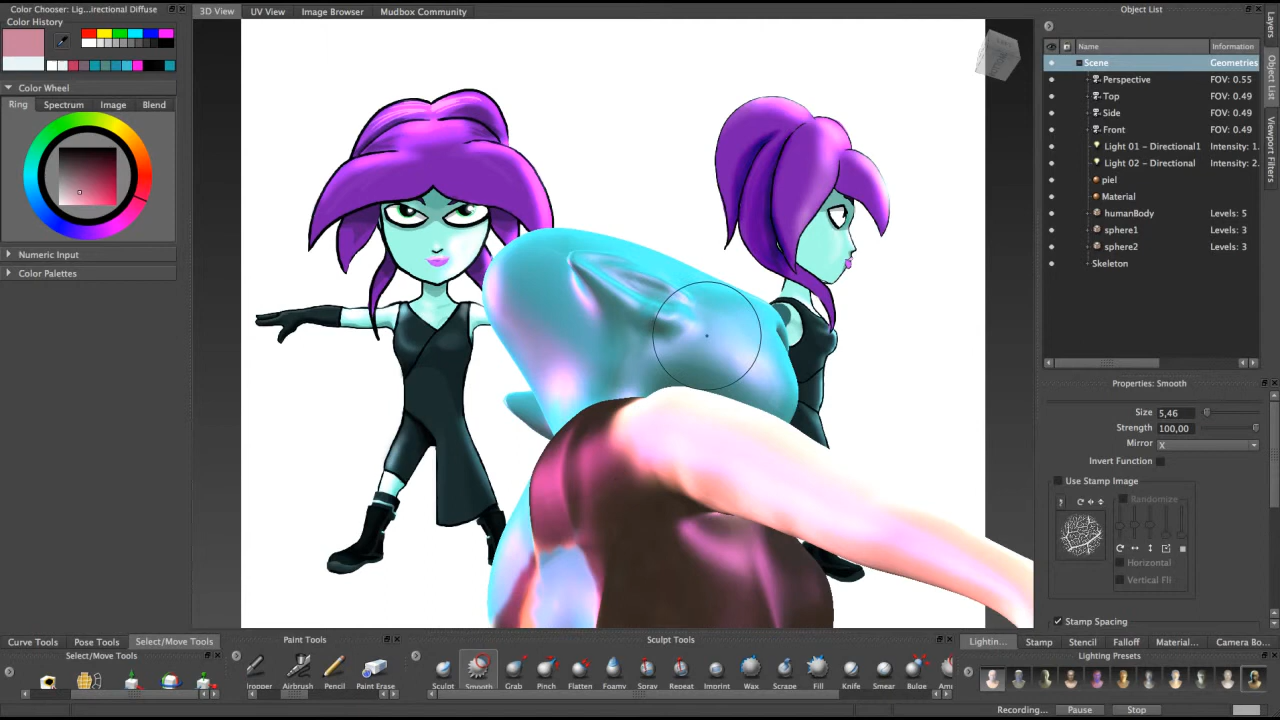 Color Chooser: Lig...irectional Diffuse
3D View
UV View
Image Browser
Mudbox Community
Object List
Color History
Color Wheel
Ring
Spectrum
Image
Blend
Numeric Input
Color Palettes
Name
Information
Scene
Geometries
Perspective
FOV: 0.55
Top
FOV: 0.49
Side
FOV: 0.49
Front
FOV: 0.49
Light 01 - Directional1
Intensity: 1.
Light 02 - Directional
Intensity: 2.
piel
Material
humanBody
Levels: 5
sphere1
Levels: 3
sphere2
Levels: 3
Skeleton
Layers
Object List
Viewport Filters
Properties: Smooth
Size
5,46
Strength
100,00
Mirror
X
Invert Function
Use Stamp Image
Randomize
Horizontal
Vertical Fli
Stamp Spacing
Curve Tools
Pose Tools
Select/Move Tools
Paint Tools
Sculpt Tools
Lightin...
Stamp
Stencil
Falloff
Material...
Camera Bo...
Select/Move Tools
Lighting Presets
Dropper
Airbrush
Pencil
Paint Erase
Sculpt
Smooth
Grab
Pinch
Flatten
Foamy
Spray
Repeat
Imprint
Wax
Scrape
Fill
Knife
Smear
Bulge
Recording...
Pause
Stop